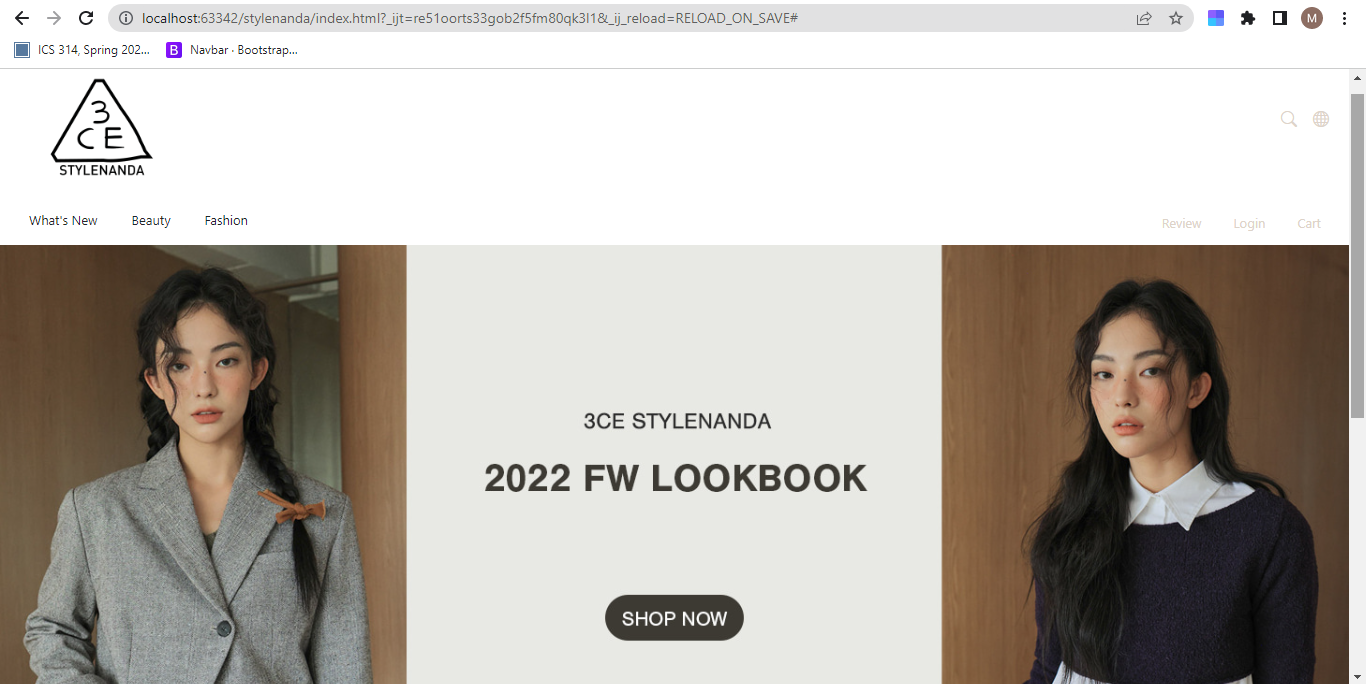 localhost:63342/stylenanda/index.html?_ijt=re51oorts33gob2f5fm80qk3l1&_ij_reload=RELOAD_ON_SAVE#
M
ICS 314, Spring 202...
B
Navbar · Bootstrap...
3
CE
STYLENANDA
What's New
Beauty
Fashion
Review
Login
Cart
3CE STYLENANDA
2022 FW LOOKBOOK
SHOP NOW